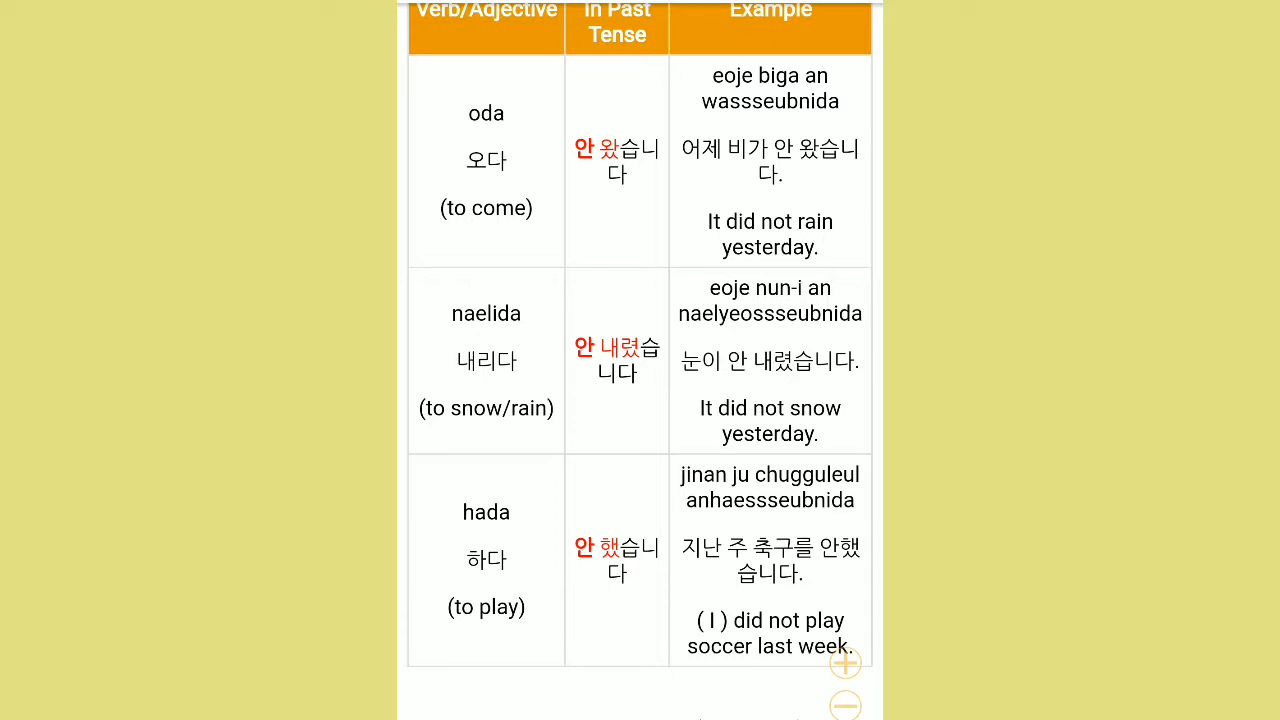 Verb/Adjective
In Past
Tense
Example
oda
오다
(to come)
안 왔습니
다
eoje biga an
wassseubnida
어제 비가 안 왔습니
다.
It did not rain
yesterday.
naelida
내리다
(to snow/rain)
안 내렸습
니다
eoje nun-i an
naelyeossseubnida
눈이 안 내렸습니다.
It did not snow
yesterday.
hada
하다
(to play)
안 했습니
다
jinan ju chugguleul
anhaessseubnida
지난 주 축구를 안했
습니다.
( I ) did not play
soccer last week.